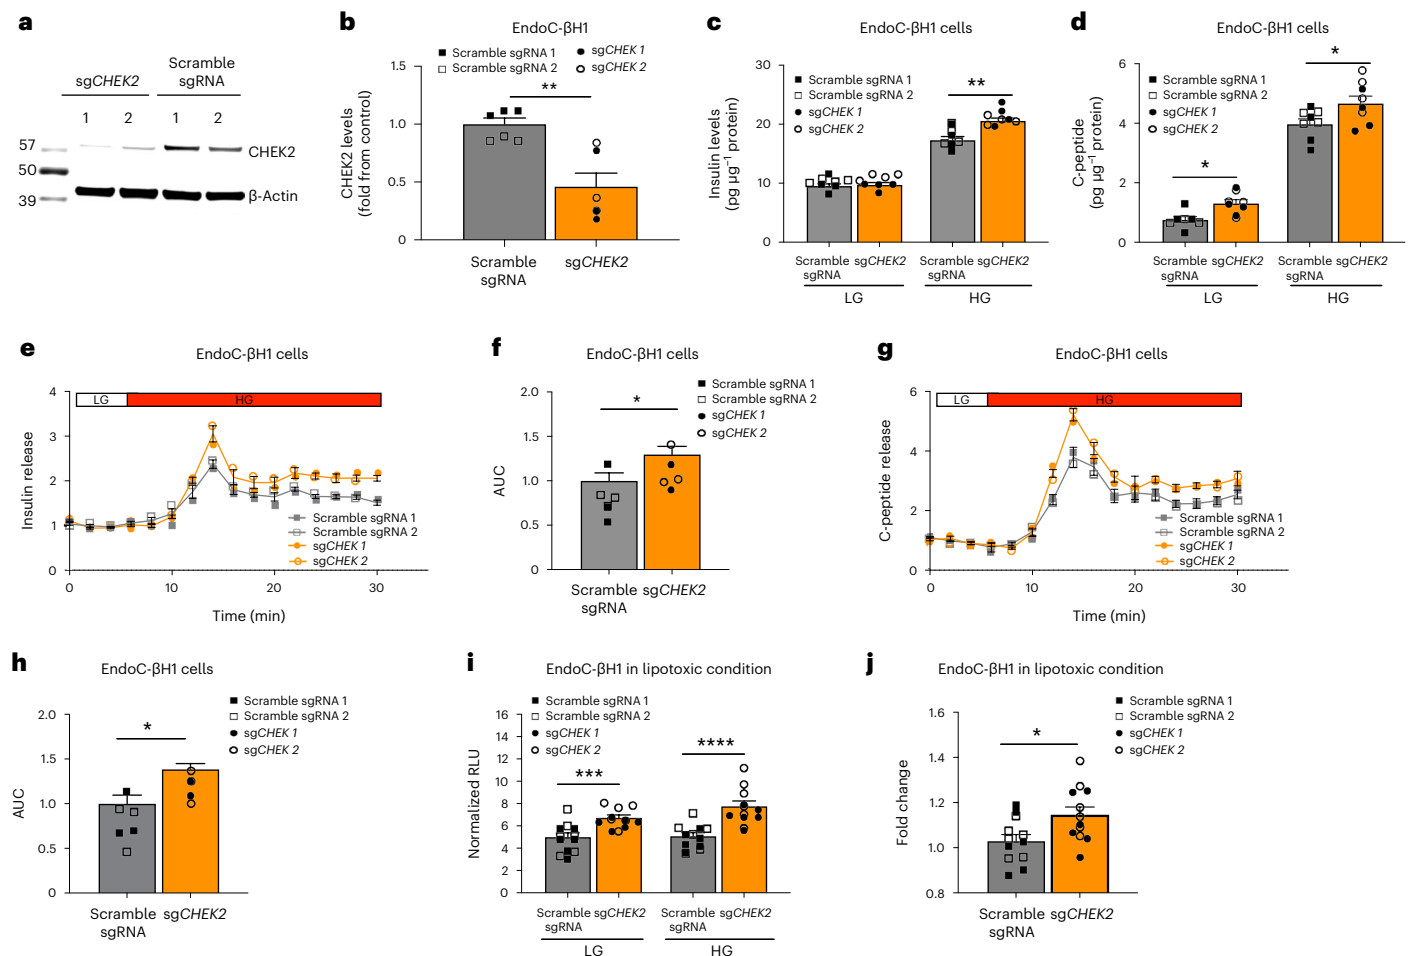 a
sgCHEK2
Scramble
sgRNA
1 2 1 2
57
50
39
CHEK2
β-Actin
b
EndoC-βH1
Scramble sgRNA 1
Scramble sgRNA 2
sgCHEK 1
sgCHEK 2
CHEK2 levels
(fold from control)
1.5
1.0
0.5
0
**
Scramble
sgRNA
sgCHEK2
c
EndoC-βH1 cells
Scramble sgRNA 1
Scramble sgRNA 2
sgCHEK 1
sgCHEK 2
Insulin levels
(pg μg⁻¹ protein)
30
20
10
0
**
Scramble sgCHEK2
sgRNA
Scramble sgCHEK2
sgRNA
LG
HG
d
EndoC-βH1 cells
Scramble sgRNA 1
Scramble sgRNA 2
sgCHEK 1
sgCHEK 2
C-peptide
(pg μg⁻¹ protein)
6
4
2
0
*
*
Scramble sgCHEK2
sgRNA
Scramble sgCHEK2
sgRNA
LG
HG
e
EndoC-βH1 cells
LG
HG
Insulin release
4
3
2
1
0
Scramble sgRNA 1
Scramble sgRNA 2
sgCHEK 1
sgCHEK 2
0 10 20 30
Time (min)
f
EndoC-βH1 cells
Scramble sgRNA 1
Scramble sgRNA 2
sgCHEK 1
sgCHEK 2
AUC
2.0
1.5
1.0
0.5
0
*
Scramble sgCHEK2
sgRNA
g
EndoC-βH1 cells
LG
HG
C-peptide release
6
4
2
0
Scramble sgRNA 1
Scramble sgRNA 2
sgCHEK 1
sgCHEK 2
0 10 20 30
Time (min)
h
EndoC-βH1 cells
Scramble sgRNA 1
Scramble sgRNA 2
sgCHEK 1
sgCHEK 2
AUC
2.0
1.5
1.0
0.5
0
*
Scramble sgCHEK2
sgRNA
i
EndoC-βH1 in lipotoxic condition
Scramble sgRNA 1
Scramble sgRNA 2
sgCHEK 1
sgCHEK 2
Normalized RLU
16
14
12
10
8
6
4
2
0
***
****
Scramble sgCHEK2
sgRNA
Scramble sgCHEK2
sgRNA
LG
HG
j
EndoC-βH1 in lipotoxic condition
Scramble sgRNA 1
Scramble sgRNA 2
sgCHEK 1
sgCHEK 2
Fold change
1.6
1.4
1.2
1.0
0.8
*
Scramble sgCHEK2
sgRNA